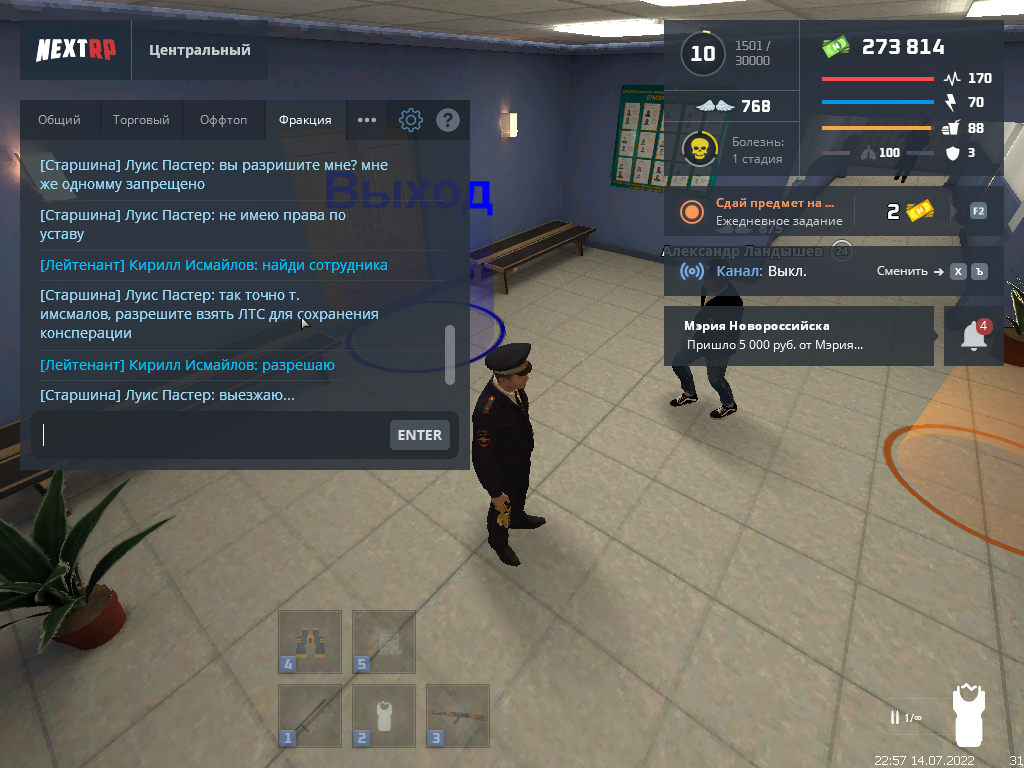 NEXTRP
Центральный
Общий
Торговый
Оффтоп
Фракция
•••
?
[Старшина] Луис Пастер: вы разришите мне? мне
же одному запрещено
[Старшина] Луис Пастер: не имею права по
уставу
[Лейтенант] Кирилл Исмайлов: найди сотрудника
[Старшина] Луис Пастер: так точно т.
имсмалов, разрешите взять ЛТС для сохранения
консперации
[Лейтенант] Кирилл Исмайлов: разрешаю
[Старшина] Луис Пастер: выезжаю...
ENTER
Выход
10
1501 /
30000
768
Болезнь:
1 стадия
273 814
170
70
88
100
3
Сдай предмет на ...
Ежедневное задание
2
F2
Александр Ландышев
24
Канал: Выкл.
Сменить → X Ъ
Мэрия Новороссийска
Пришло 5 000 руб. от Мэрия...
4
4
5
1
2
3
1/∞
22:57 14.07.2022
31